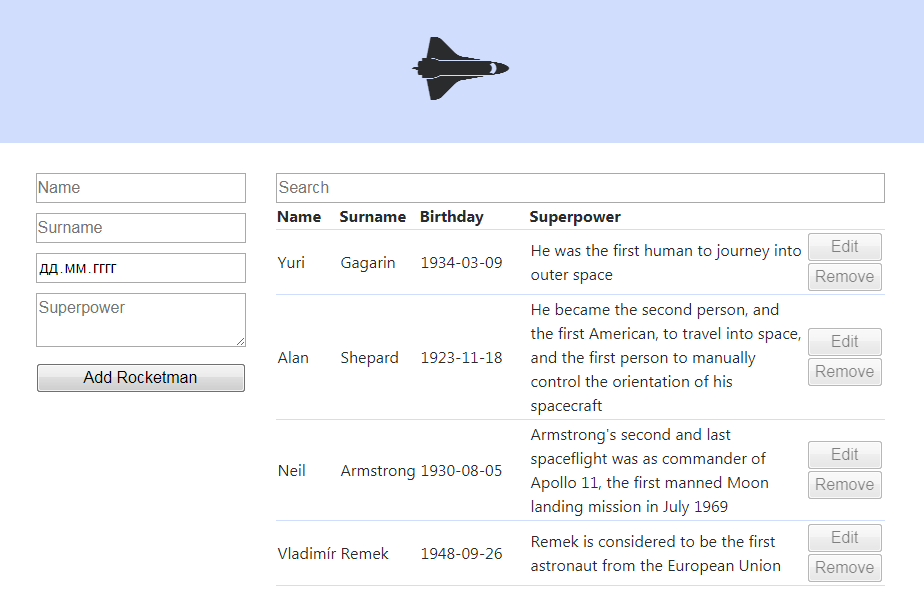 Name
Surname
дд.мм.гггг
Superpower
Add Rocketman
Search
Name Surname Birthday Superpower
Yuri Gagarin 1934-03-09 He was the first human to journey into
outer space
Edit
Remove
Alan Shepard 1923-11-18 He became the second person, and
the first American, to travel into space,
and the first person to manually
control the orientation of his
spacecraft
Edit
Remove
Neil Armstrong 1930-08-05 Armstrong's second and last
spaceflight was as commander of
Apollo 11, the first manned Moon
landing mission in July 1969
Edit
Remove
Vladimír Remek 1948-09-26 Remek is considered to be the first
astronaut from the European Union
Edit
Remove